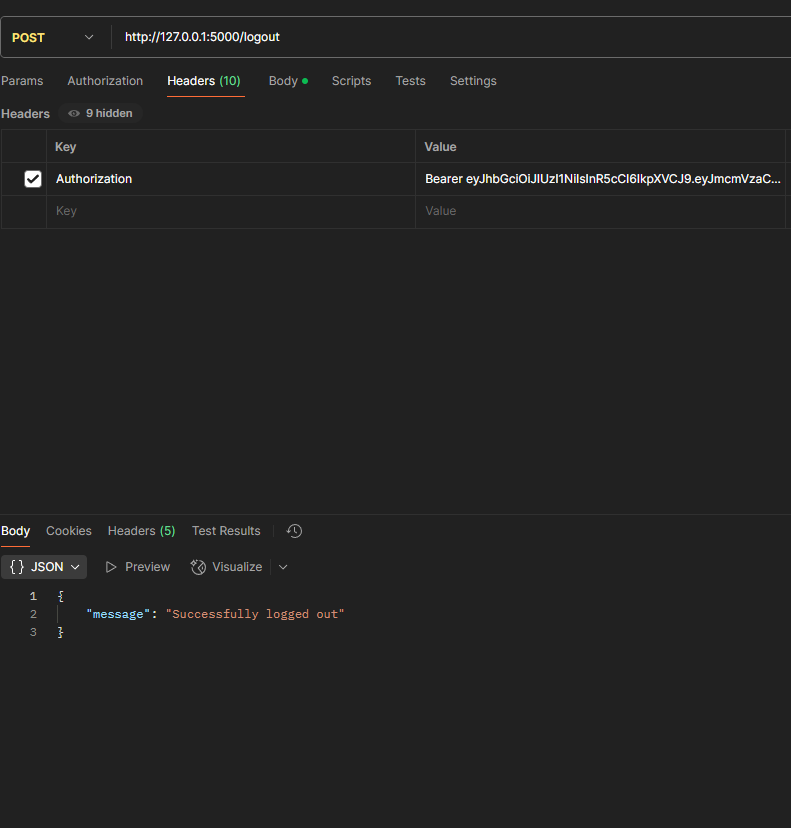 POST http://127.0.0.1:5000/logout
Params Authorization Headers (10) Body Scripts Tests Settings
Headers 9 hidden
Key Value
Authorization Bearer eyJhbGciOiJIUzI1NiIsInR5cCI6IkpXVCJ9.eyJmcmVzaC...
Key Value
Body Cookies Headers (5) Test Results
{} JSON Preview Visualize
1 {
2 "message": "Successfully logged out"
3 }